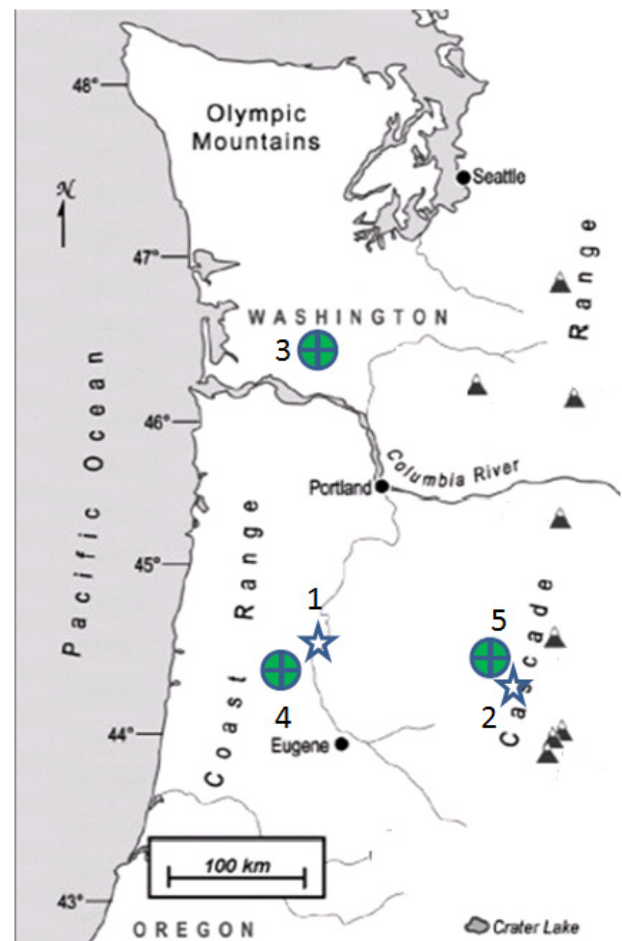 48°
Olympic
Mountains
Seattle
N
47°
Range
WASHINGTON
3
46°
Pacific Ocean
Columbia River
Portland
Coast Range
45°
Cascade
1
5
4
2
44°
Eugene
100 km
43°
OREGON
Crater Lake